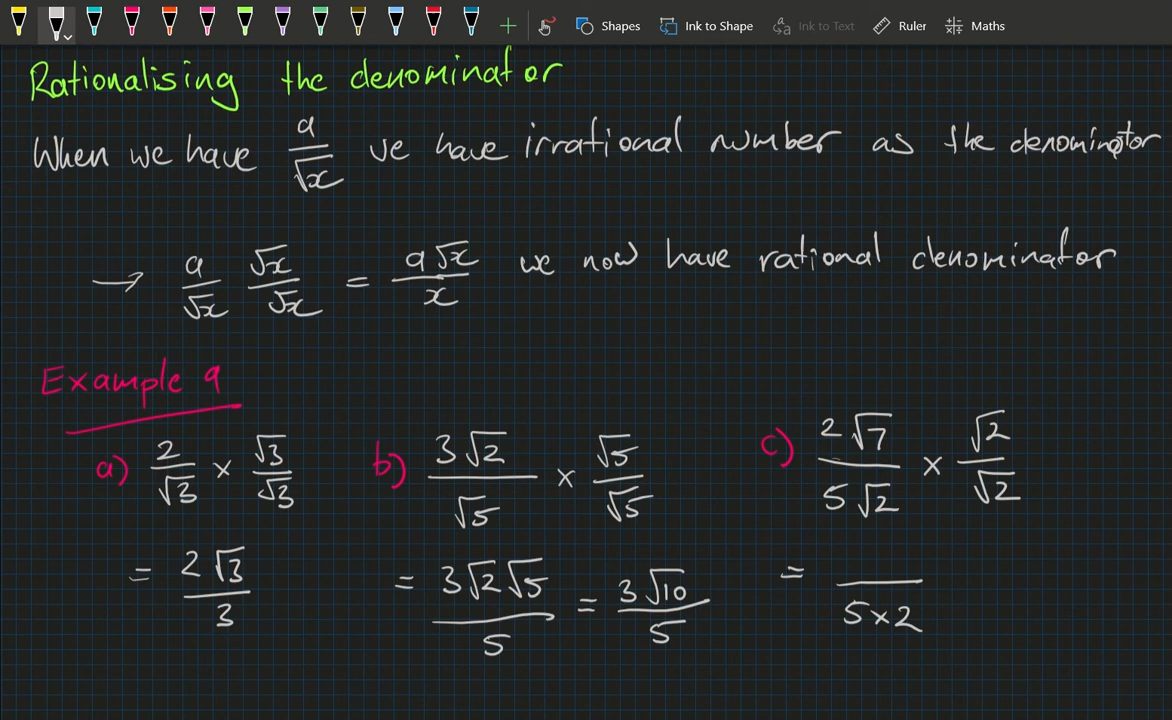 Shapes Ink to Shape Ink to Text Ruler Maths
Rationalising the denominator
When we have a/√x we have irrational number as the denominator
→ a/√x √x/√x = a√x/x we now have rational denominator
Example 9
a) 2/√3 × √3/√3 b) 3√2/√5 × √5/√5 c) 2√7/5√2 × √2/√2
= 2√3/3 = 3√2√5/5 = 3√10/5 = /5×2